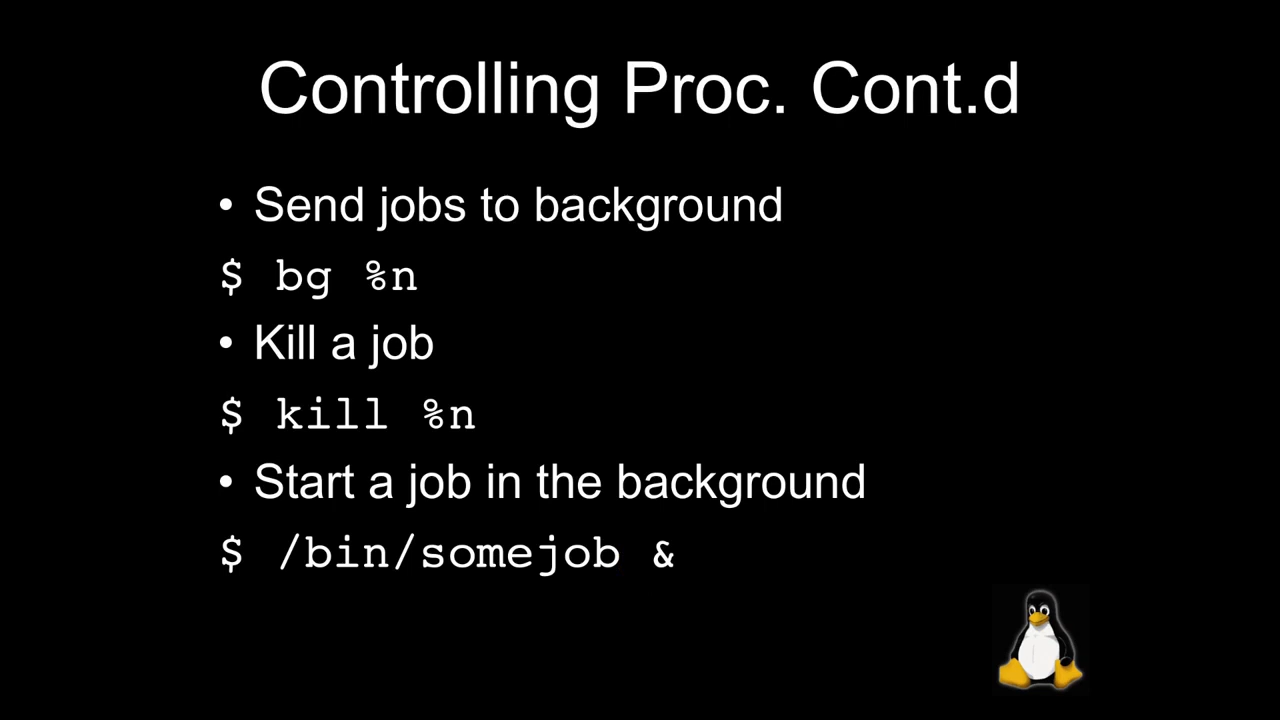 Controlling Proc. Cont.d
• Send jobs to background
$ bg %n
• Kill a job
$ kill %n
• Start a job in the background
$ /bin/somejob &